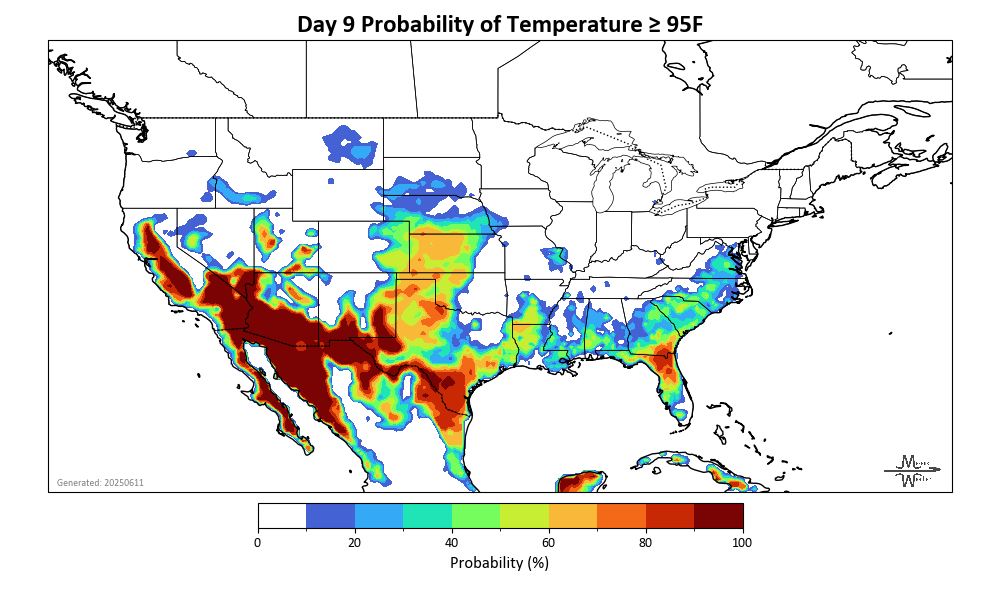 Day 9 Probability of Temperature ≥ 95F
Generated: 20250611
0 20 40 60 80 100
Probability (%)